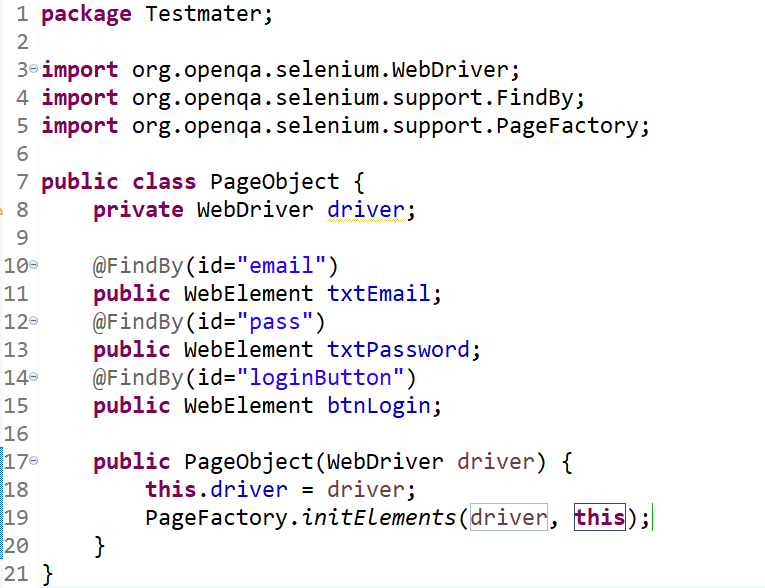 1 package Testmater;
2
3 import org.openqa.selenium.WebDriver;
4 import org.openqa.selenium.support.FindBy;
5 import org.openqa.selenium.support.PageFactory;
6
7 public class PageObject {
8     private WebDriver driver;
9
10     @FindBy(id="email")
11     public WebElement txtEmail;
12     @FindBy(id="pass")
13     public WebElement txtPassword;
14     @FindBy(id="loginButton")
15     public WebElement btnLogin;
16
17     public PageObject(WebDriver driver) {
18         this.driver = driver;
19         PageFactory.initElements(driver, this);
20     }
21 }